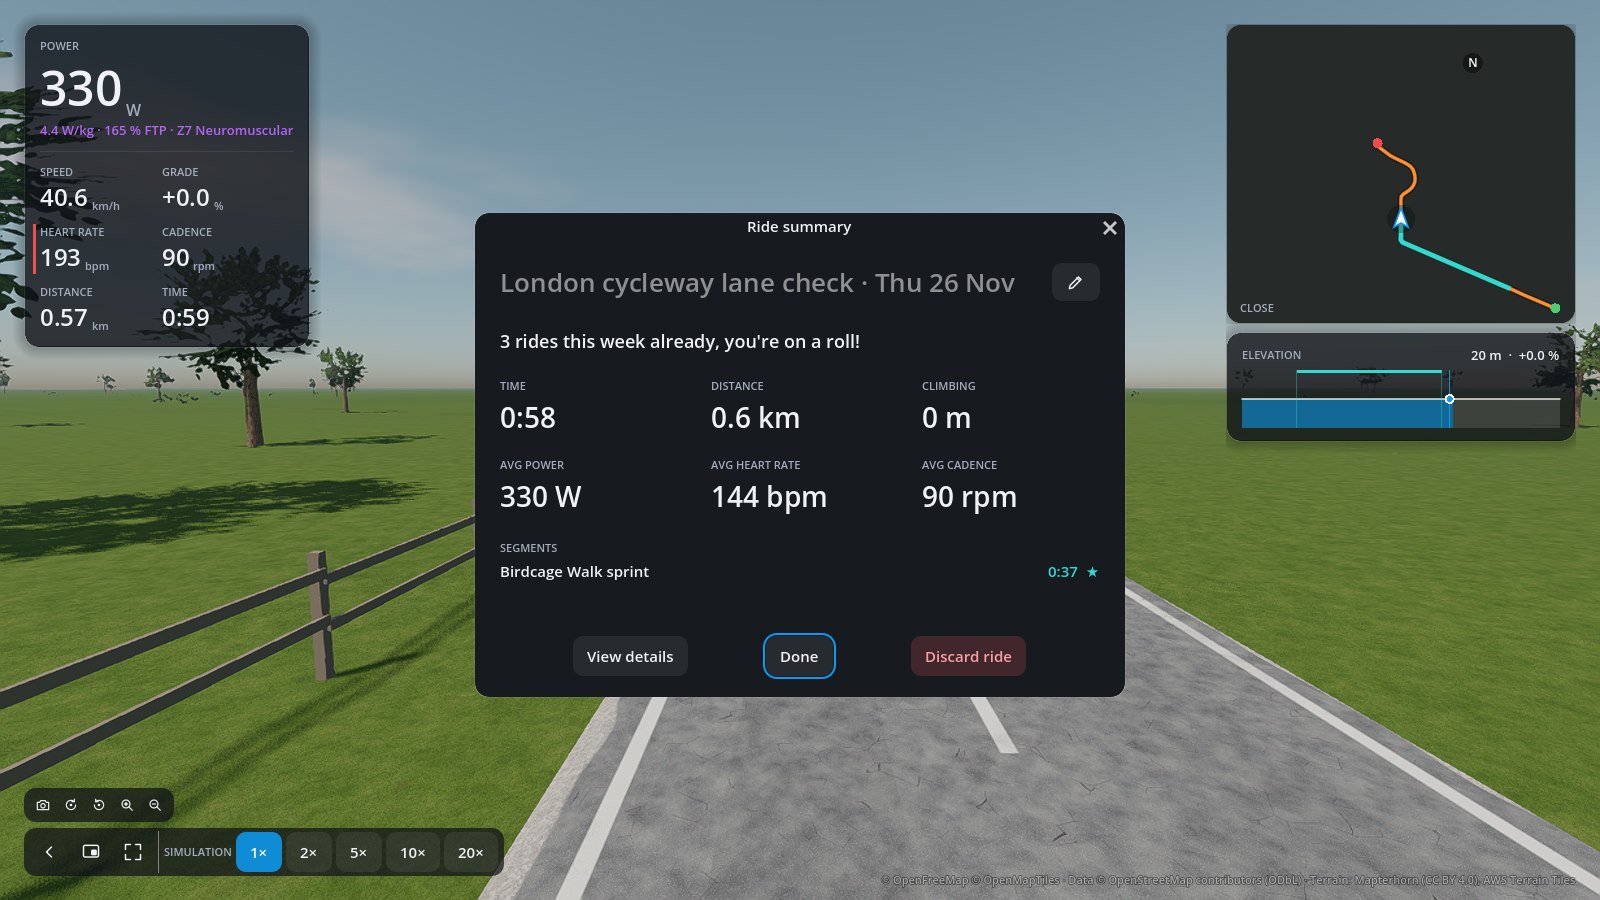 POWER
330 W
4.4 W/kg · 165 % FTP · Z7 Neuromuscular
SPEED GRADE
40.6 km/h +0.0 %
HEART RATE CADENCE
193 bpm 90 rpm
DISTANCE TIME
0.57 km 0:59
N
CLOSE
ELEVATION 20 m · +0.0 %
Ride summary
London cycleway lane check · Thu 26 Nov
3 rides this week already, you're on a roll!
TIME DISTANCE CLIMBING
0:58 0.6 km 0 m
AVG POWER AVG HEART RATE AVG CADENCE
330 W 144 bpm 90 rpm
SEGMENTS
Birdcage Walk sprint 0:37 ★
View details Done Discard ride
SIMULATION 1× 2× 5× 10× 20×
© OpenFreeMap © OpenMapTiles · Data © OpenStreetMap contributors (ODbL) · Terrain: Mapterhorn (CC BY 4.0), AWS Terrain Tiles